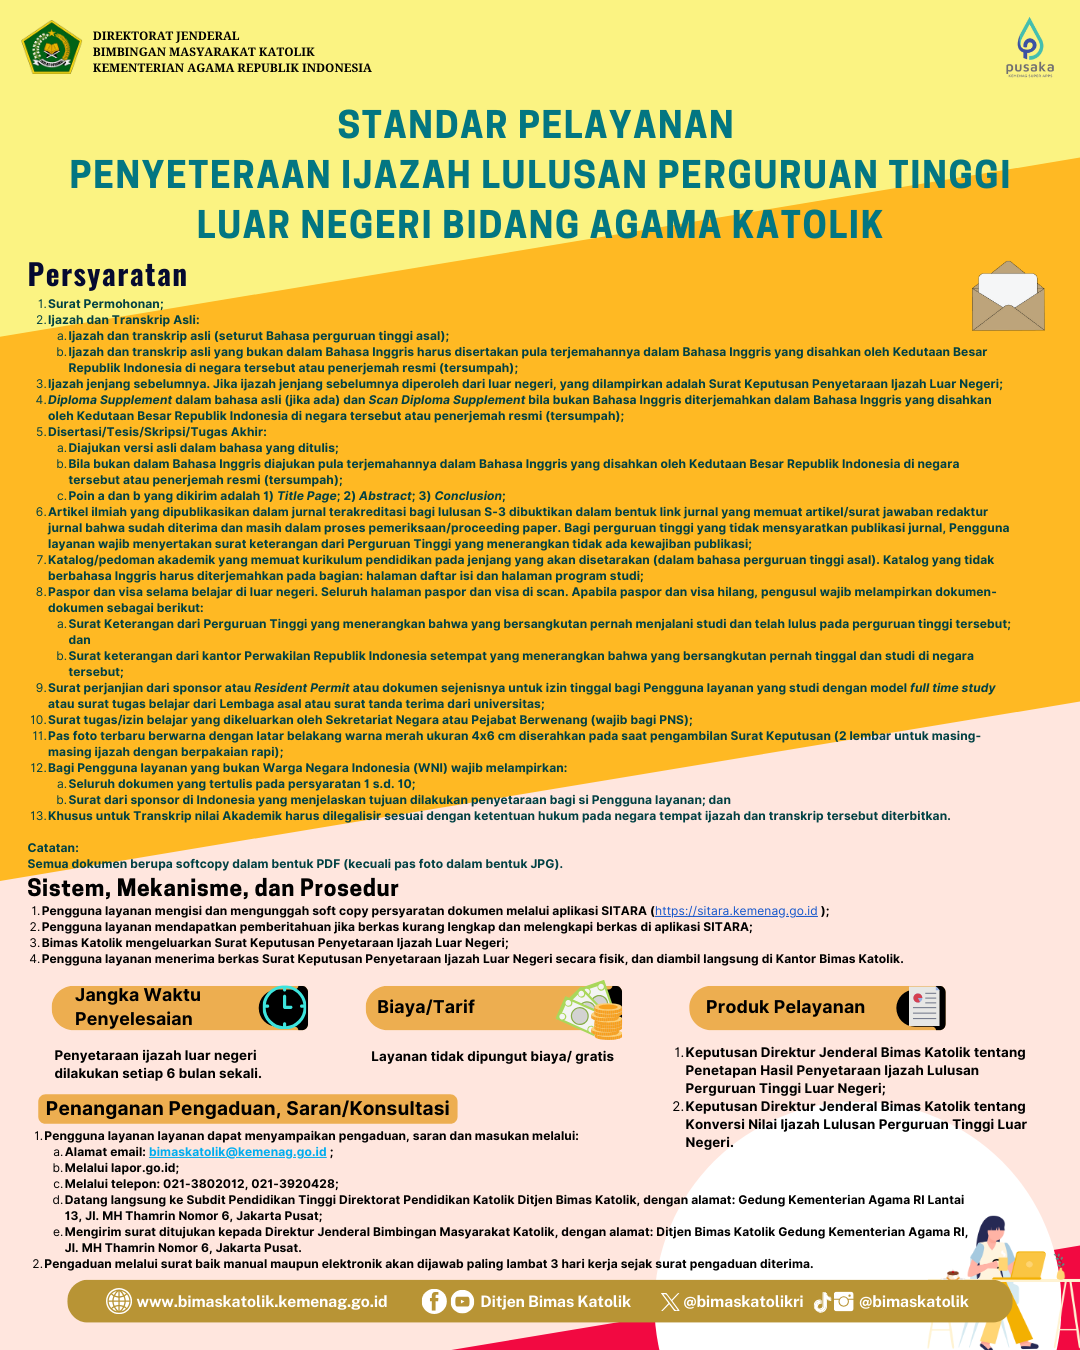 DIREKTORAT JENDERAL
BIMBINGAN MASYARAKAT KATOLIK
KEMENTERIAN AGAMA REPUBLIK INDONESIA
pusaka
STANDAR PELAYANAN
PENYETERAAN IJAZAH LULUSAN PERGURUAN TINGGI
LUAR NEGERI BIDANG AGAMA KATOLIK
Persyaratan
1. Surat Permohonan;
2. Ijazah dan Transkrip Asli:
a. Ijazah dan transkrip asli (seturut Bahasa perguruan tinggi asal);
b. Ijazah dan transkrip asli yang bukan dalam Bahasa Inggris harus disertakan pula terjemahannya dalam Bahasa Inggris yang disahkan oleh Kedutaan Besar
Republik Indonesia di negara tersebut atau penerjemah resmi (tersumpah);
3. Ijazah jenjang sebelumnya. Jika ijazah jenjang sebelumnya diperoleh dari luar negeri, yang dilampirkan adalah Surat Keputusan Penyetaraan Ijazah Luar Negeri;
4. Diploma Supplement dalam bahasa asli (jika ada) dan Scan Diploma Supplement bila bukan Bahasa Inggris diterjemahkan dalam Bahasa Inggris yang disahkan
oleh Kedutaan Besar Republik Indonesia di negara tersebut atau penerjemah resmi (tersumpah);
5. Disertasi/Tesis/Skripsi/Tugas Akhir:
a. Diajukan versi asli dalam bahasa yang ditulis;
b. Bila bukan dalam Bahasa Inggris diajukan pula terjemahannya dalam Bahasa Inggris yang disahkan oleh Kedutaan Besar Republik Indonesia di negara
tersebut atau penerjemah resmi (tersumpah);
c. Poin a dan b yang dikirim adalah 1) Title Page; 2) Abstract; 3) Conclusion;
6. Artikel ilmiah yang dipublikasikan dalam jurnal terakreditasi bagi lulusan S-3 dibuktikan dalam bentuk link jurnal yang memuat artikel/surat jawaban redaktur
jurnal bahwa sudah diterima dan masih dalam proses pemeriksaan/proceeding paper. Bagi perguruan tinggi yang tidak mensyaratkan publikasi jurnal, Pengguna
layanan wajib menyertakan surat keterangan dari Perguruan Tinggi yang menerangkan tidak ada kewajiban publikasi;
7. Katalog/pedoman akademik yang memuat kurikulum pendidikan pada jenjang yang akan disetarakan (dalam bahasa perguruan tinggi asal). Katalog yang tidak
berbahasa Inggris harus diterjemahkan pada bagian: halaman daftar isi dan halaman program studi;
8. Paspor dan visa selama belajar di luar negeri. Seluruh halaman paspor dan visa di scan. Apabila paspor dan visa hilang, pengusul wajib melampirkan dokumen-
dokumen sebagai berikut:
a. Surat Keterangan dari Perguruan Tinggi yang menerangkan bahwa yang bersangkutan pernah menjalani studi dan telah lulus pada perguruan tinggi tersebut;
dan
b. Surat keterangan dari kantor Perwakilan Republik Indonesia setempat yang menerangkan bahwa yang bersangkutan pernah tinggal dan studi di negara
tersebut;
9. Surat perjanjian dari sponsor atau Resident Permit atau dokumen sejenisnya untuk izin tinggal bagi Pengguna layanan yang studi dengan model full time study
atau surat tugas belajar dari Lembaga asal atau surat tanda terima dari universitas;
10. Surat tugas/izin belajar yang dikeluarkan oleh Sekretariat Negara atau Pejabat Berwenang (wajib bagi PNS);
11. Pas foto terbaru berwarna dengan latar belakang warna merah ukuran 4x6 cm diserahkan pada saat pengambilan Surat Keputusan (2 lembar untuk masing-
masing ijazah dengan berpakaian rapi);
12. Bagi Pengguna layanan yang bukan Warga Negara Indonesia (WNI) wajib melampirkan:
a. Seluruh dokumen yang tertulis pada persyaratan 1 s.d. 10;
b. Surat dari sponsor di Indonesia yang menjelaskan tujuan dilakukan penyetaraan bagi si Pengguna layanan; dan
13. Khusus untuk Transkrip nilai Akademik harus dilegalisir sesuai dengan ketentuan hukum pada negara tempat ijazah dan transkrip tersebut diterbitkan.
Catatan:
Semua dokumen berupa softcopy dalam bentuk PDF (kecuali pas foto dalam bentuk JPG).
Sistem, Mekanisme, dan Prosedur
1. Pengguna layanan mengisi dan mengunggah soft copy persyaratan dokumen melalui aplikasi SITARA (https://sitara.kemenag.go.id );
2. Pengguna layanan mendapatkan pemberitahuan jika berkas kurang lengkap dan melengkapi berkas di aplikasi SITARA;
3. Bimas Katolik mengeluarkan Surat Keputusan Penyetaraan Ijazah Luar Negeri;
4. Pengguna layanan menerima berkas Surat Keputusan Penyetaraan Ijazah Luar Negeri secara fisik, dan diambil langsung di Kantor Bimas Katolik.
Jangka Waktu
Penyelesaian
Penyetaraan ijazah luar negeri
dilakukan setiap 6 bulan sekali.
Biaya/Tarif
Layanan tidak dipungut biaya/ gratis
Produk Pelayanan
1. Keputusan Direktur Jenderal Bimas Katolik tentang
Penetapan Hasil Penyetaraan Ijazah Lulusan
Perguruan Tinggi Luar Negeri;
2. Keputusan Direktur Jenderal Bimas Katolik tentang
Konversi Nilai Ijazah Lulusan Perguruan Tinggi Luar
Negeri.
Penanganan Pengaduan, Saran/Konsultasi
1. Pengguna layanan layanan dapat menyampaikan pengaduan, saran dan masukan melalui:
a. Alamat email: bimaskatolik@kemenag.go.id ;
b. Melalui lapor.go.id;
c. Melalui telepon: 021-3802012, 021-3920428;
d. Datang langsung ke Subdit Pendidikan Tinggi Direktorat Pendidikan Katolik Ditjen Bimas Katolik, dengan alamat: Gedung Kementerian Agama RI Lantai
13, Jl. MH Thamrin Nomor 6, Jakarta Pusat;
e. Mengirim surat ditujukan kepada Direktur Jenderal Bimbingan Masyarakat Katolik, dengan alamat: Ditjen Bimas Katolik Gedung Kementerian Agama RI,
Jl. MH Thamrin Nomor 6, Jakarta Pusat.
2. Pengaduan melalui surat baik manual maupun elektronik akan dijawab paling lambat 3 hari kerja sejak surat pengaduan diterima.
www.bimaskatolik.kemenag.go.id
Ditjen Bimas Katolik
@bimaskatolikri
@bimaskatolik